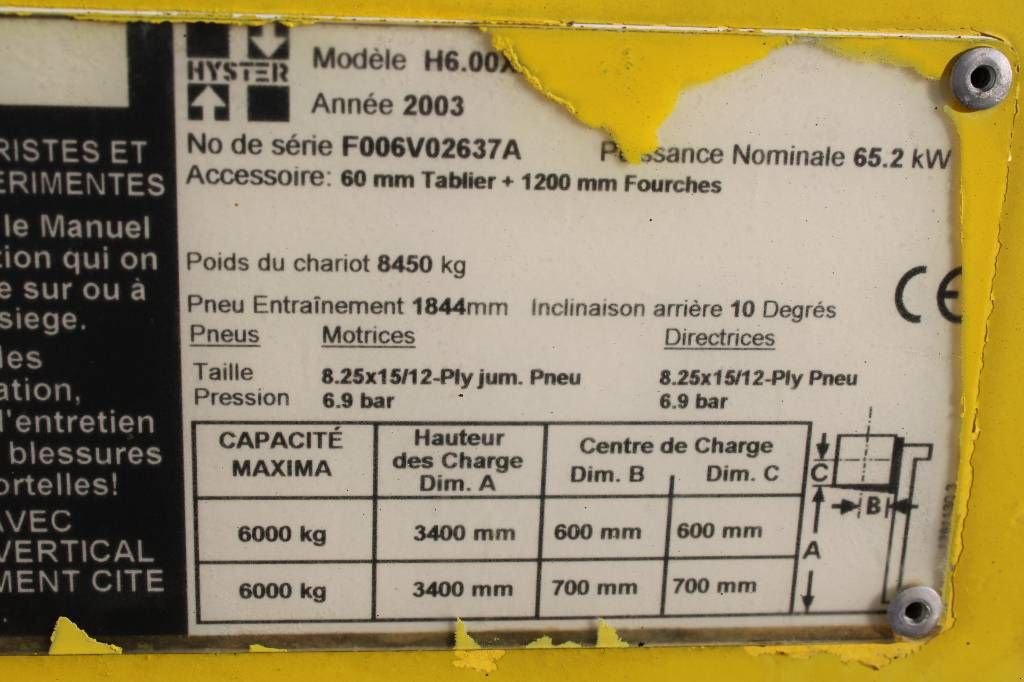 HYSTER
Modèle H6.00X
Année 2003
No de série F006V02637A
Nominale 65.2 kW
Accessoire: 60 mm Tablier + 1200 mm Fourches
Poids du chariot 8450 kg
Pneu Entraînement 1844mm Inclinaison arrière 10 Degrés
Pneus Motrices Directrices
Taille 8.25x15/12-Ply jum. Pneu 8.25x15/12-Ply Pneu
Pression 6.9 bar 6.9 bar
CE
CAPACITÉ MAXIMA
Hauteur des Charge Dim. A
Centre de Charge
Dim. B Dim. C
6000 kg 3400 mm 600 mm 600 mm
6000 kg 3400 mm 700 mm 700 mm
C
B
A
RISTES ET
ERIMENTES
le Manuel
tion qui on
e sur ou à
siege.
les
ation,
d'entretien
blessures
ortelles!
AVEC
VERTICAL
MENT CITE